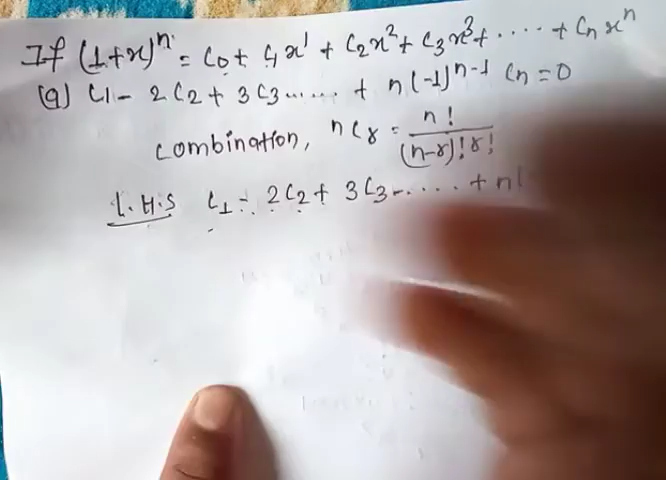 If (1+x)ⁿ = C₀ + C₁x¹ + C₂x² + C₃x³ + ..... + Cₙxⁿ
(a) C₁ - 2C₂ + 3C₃ ...... + n(-1)ⁿ⁻¹ Cₙ = 0
combination, nCr = n! / (n-r)! r!
L.H.S C₁ - 2C₂ + 3C₃ - ..... + n(